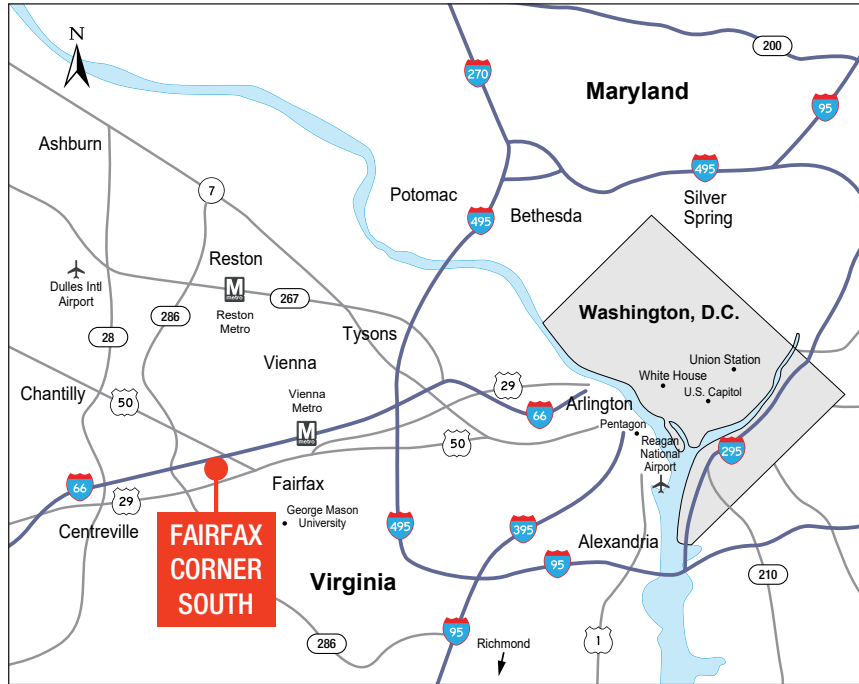 N
200
270
Maryland
95
Ashburn
495
7
Potomac
Silver
Spring
Bethesda
495
Reston
Dulles Intl
Airport
M
metro
267
286
Reston
Metro
Washington, D.C.
28
Tysons
Vienna
Union Station
White House
U.S. Capitol
Chantilly
50
29
Vienna
Metro
66
Arlington
M
metro
50
Pentagon
Reagan
National
Airport
295
66
29
Fairfax
George Mason
University
Centreville
495
395
FAIRFAX
CORNER
SOUTH
Alexandria
95
210
Virginia
286
95
Richmond
1